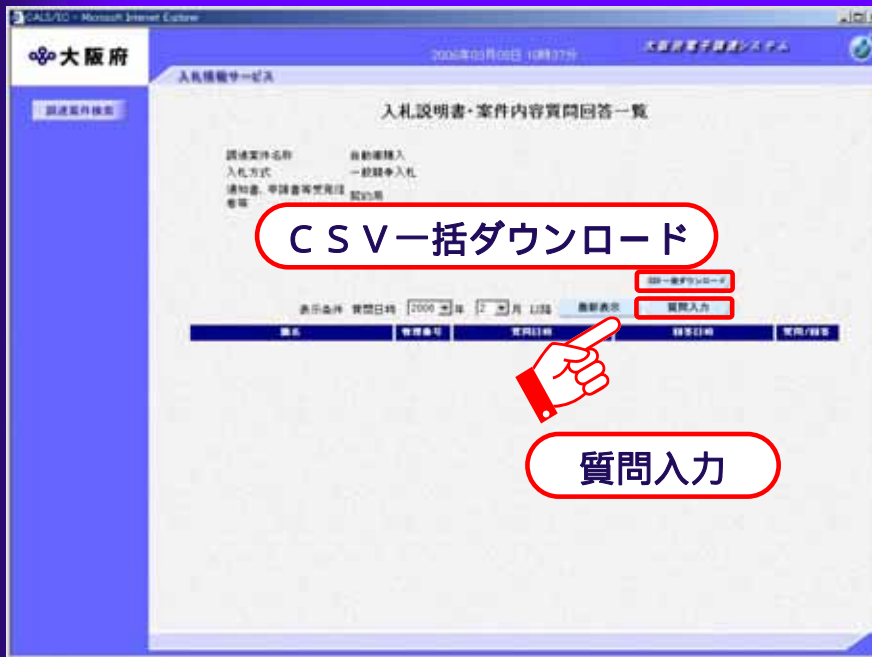 CALS/EC - Microsoft Internet Explorer
大阪府
2006年03月08日 10時37分
大阪府電子調達システム
入札情報サービス
調達案件検索
入札説明書・案件内容質問回答一覧
調達案件名称 自動車購入
入札方式 一般競争入札
通知書、申請書等受発信者等 契約局
ＣＳＶ一括ダウンロード
CSV一括ダウンロード
表示条件 質問日時 2006 年 2 月 以降 最新表示 質問入力
題名 管理番号 質問日時 回答日時 質問/回答
質問入力